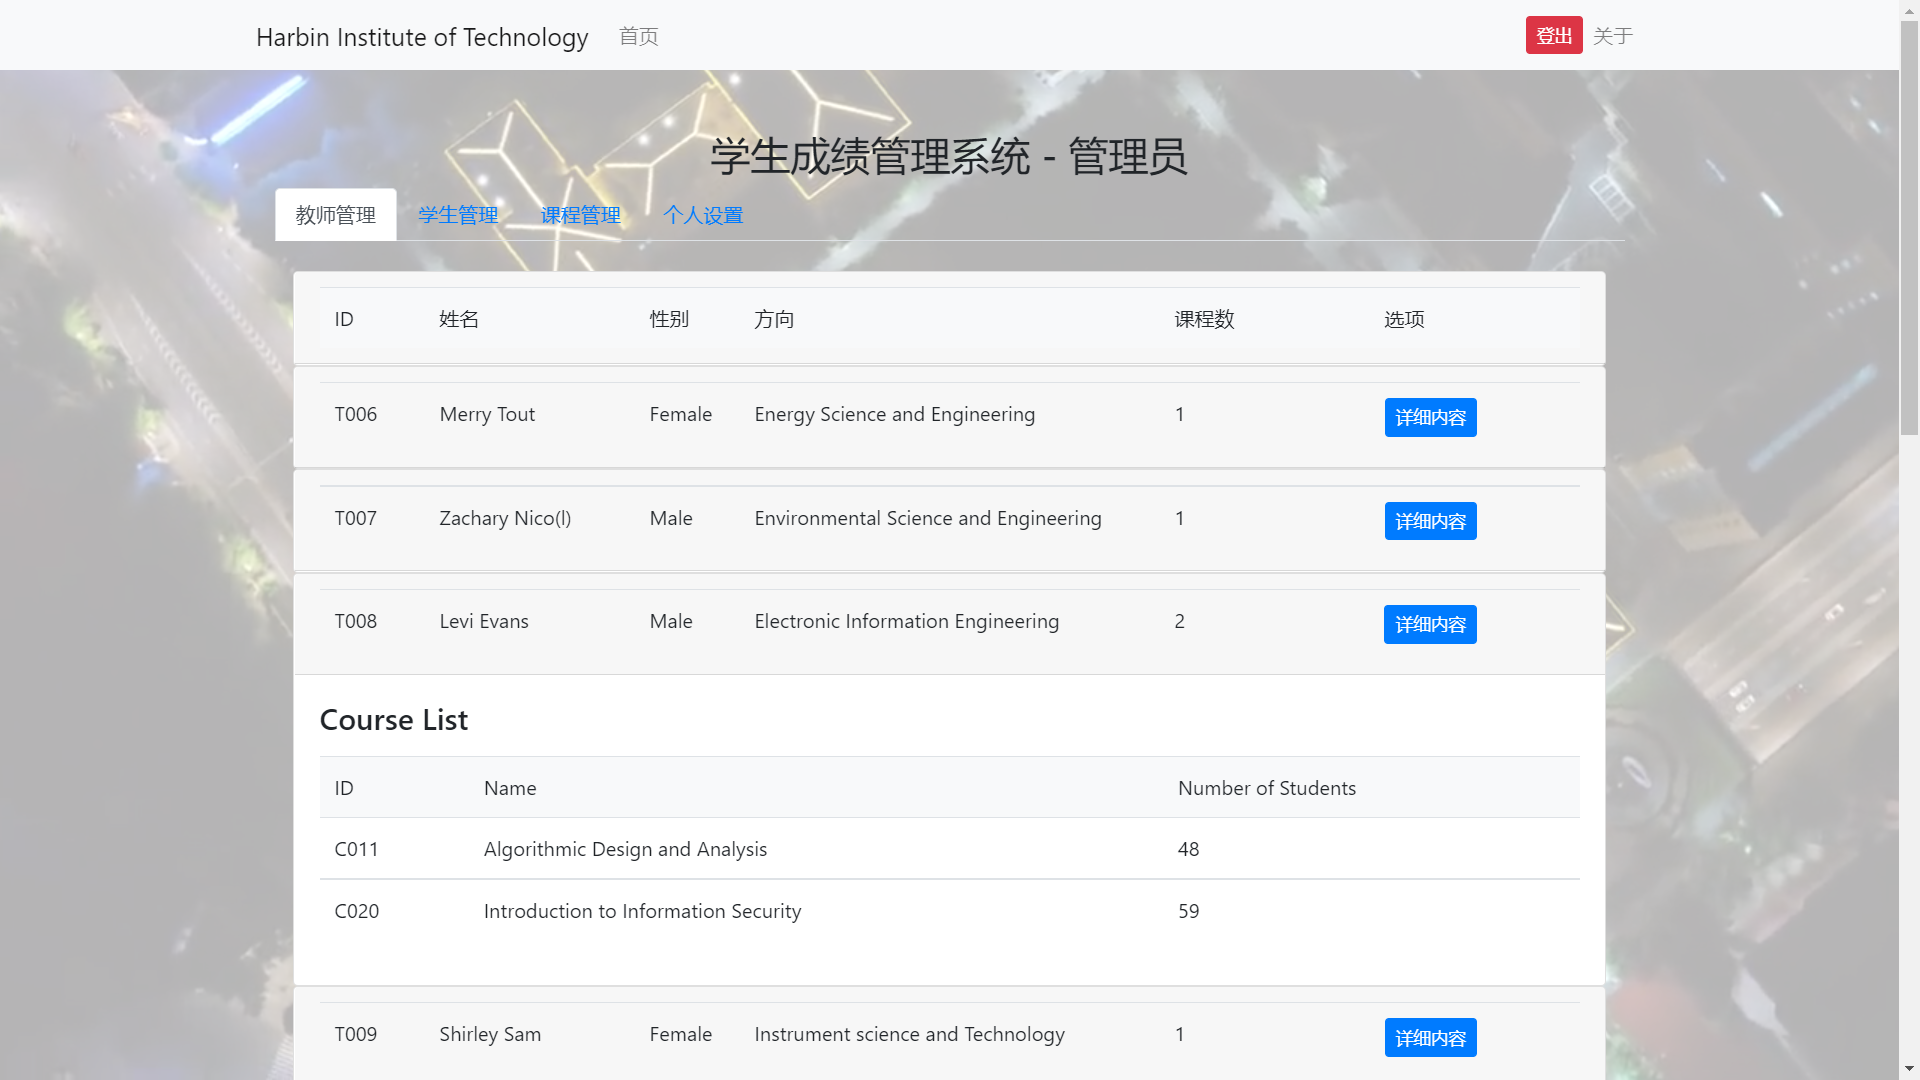 Harbin Institute of Technology 首页 登出 关于
学生成绩管理系统 - 管理员
教师管理 学生管理 课程管理 个人设置
ID 姓名 性别 方向 课程数 选项
T006 Merry Tout Female Energy Science and Engineering 1 详细内容
T007 Zachary Nico(l) Male Environmental Science and Engineering 1 详细内容
T008 Levi Evans Male Electronic Information Engineering 2 详细内容
Course List
ID Name Number of Students
C011 Algorithmic Design and Analysis 48
C020 Introduction to Information Security 59
T009 Shirley Sam Female Instrument science and Technology 1 详细内容